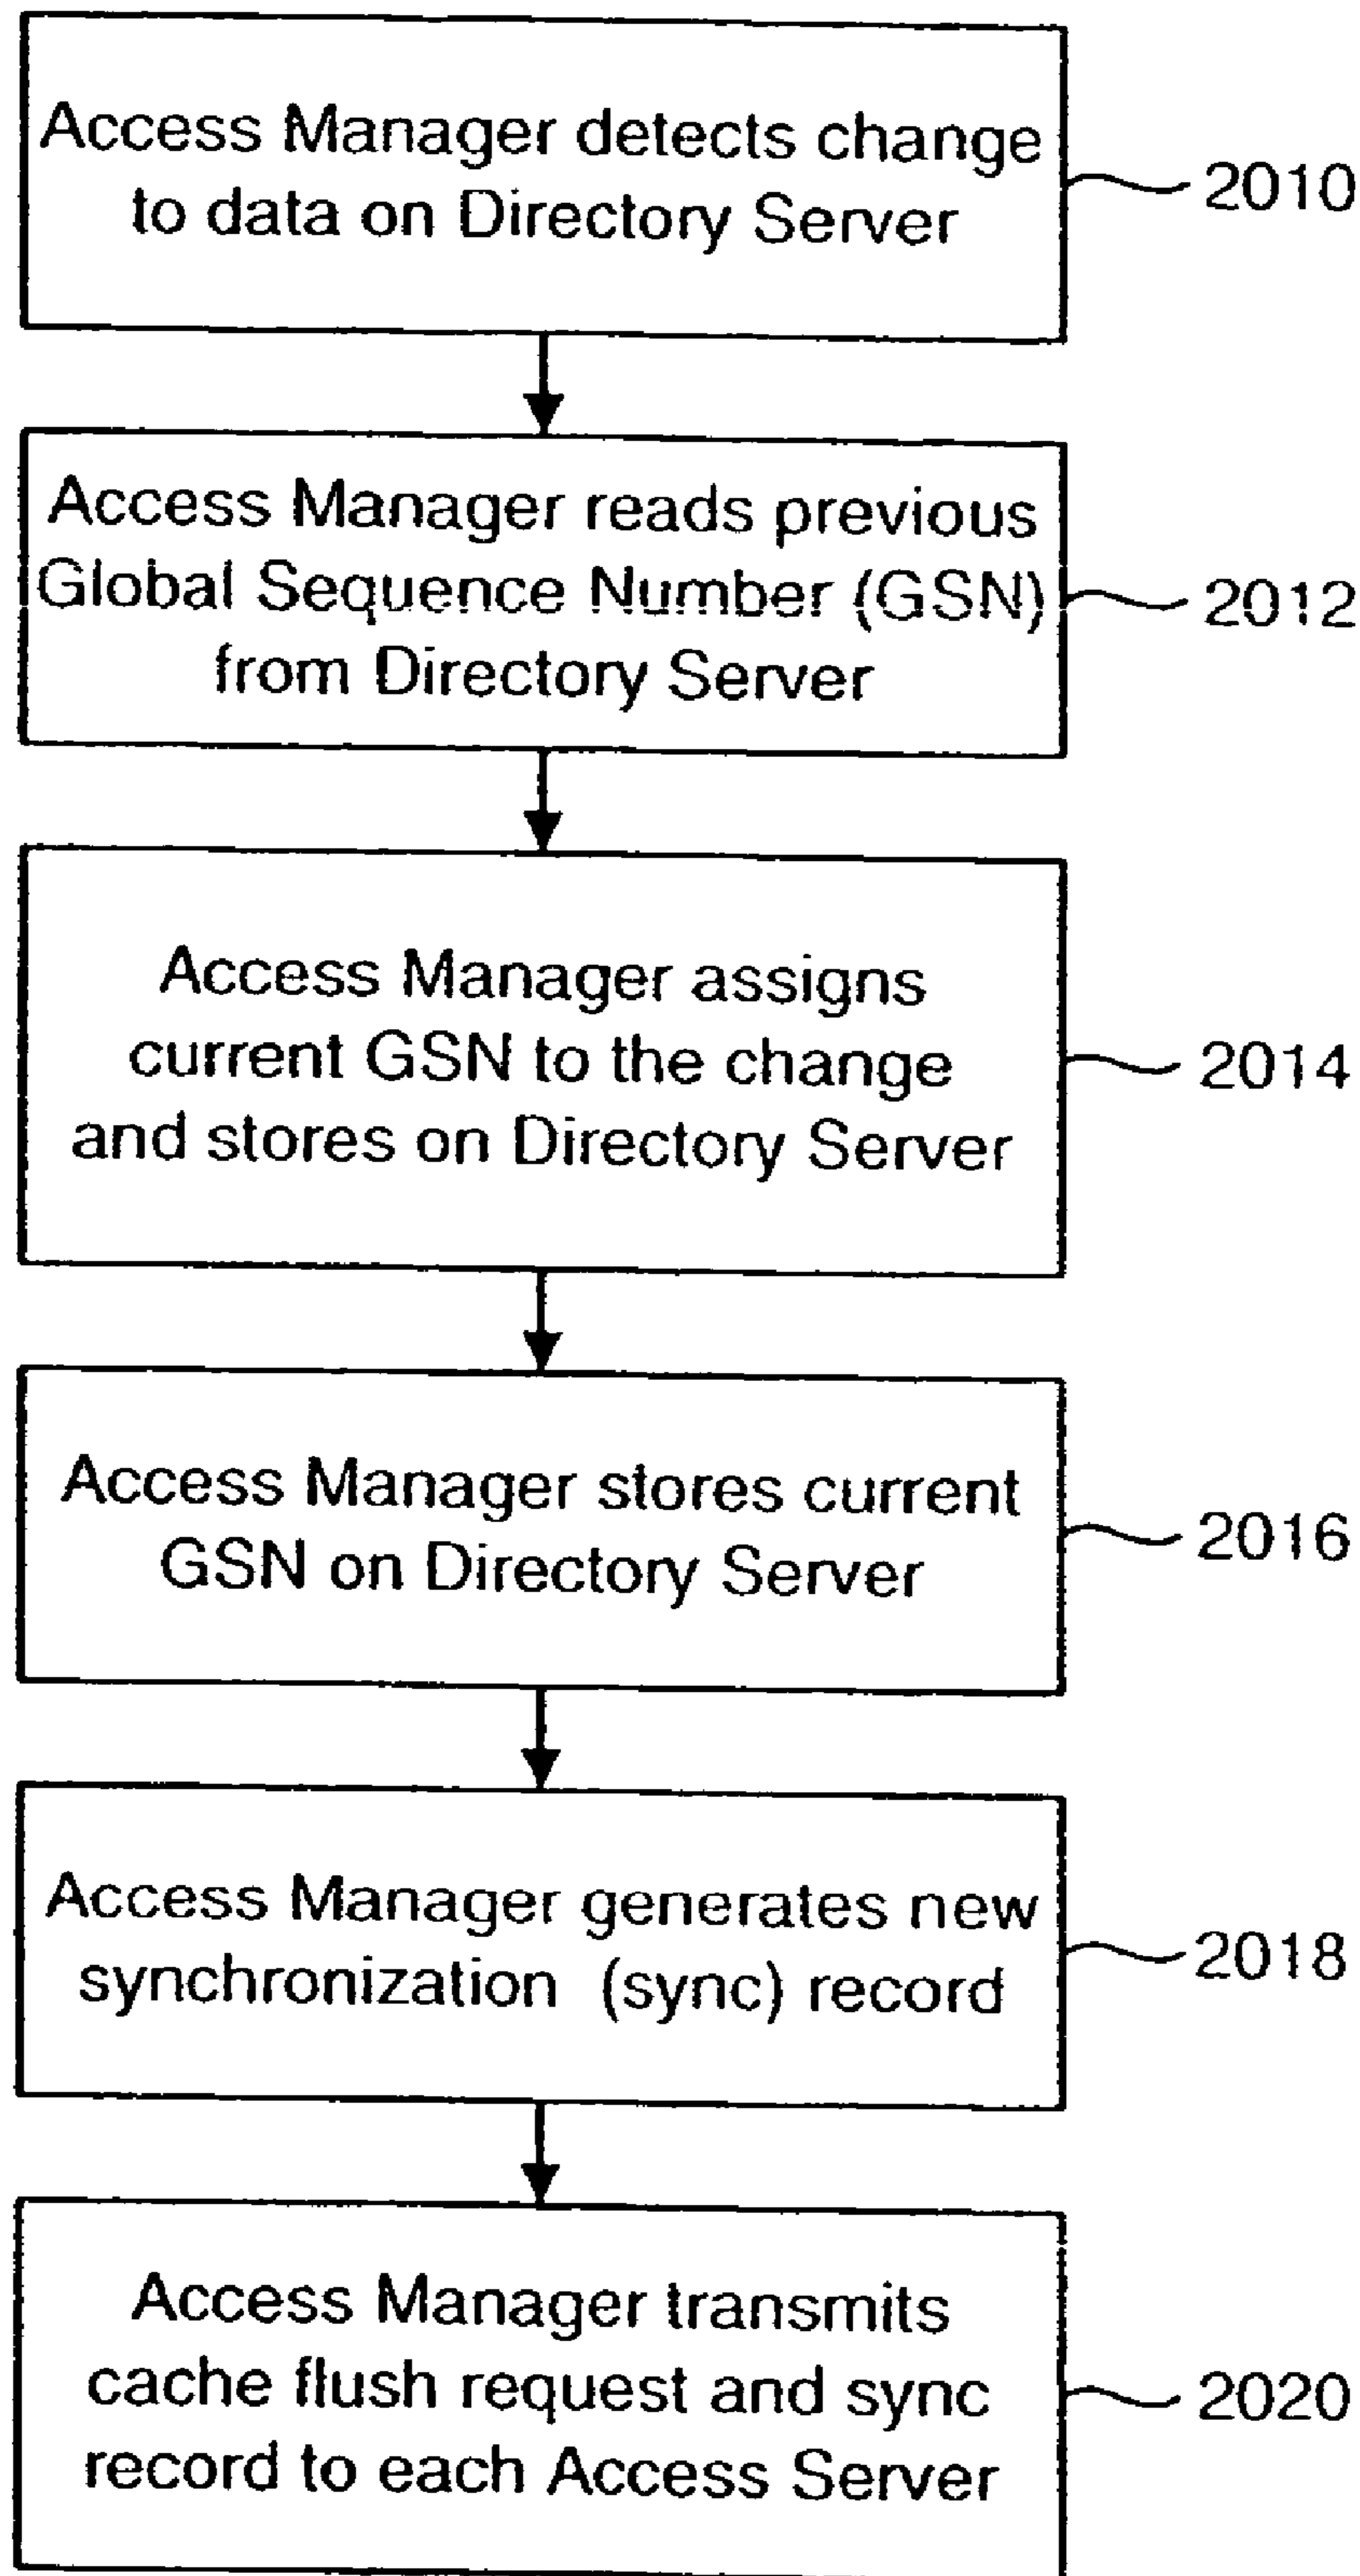 Access Manager detects change
to data on Directory Server
2010
Access Manager reads previous
Global Sequence Number (GSN)
from Directory Server
2012
Access Manager assigns
current GSN to the change
and stores on Directory Server
2014
Access Manager stores current
GSN on Directory Server
2016
Access Manager generates new
synchronization (sync) record
2018
Access Manager transmits
cache flush request and sync
record to each Access Server
2020